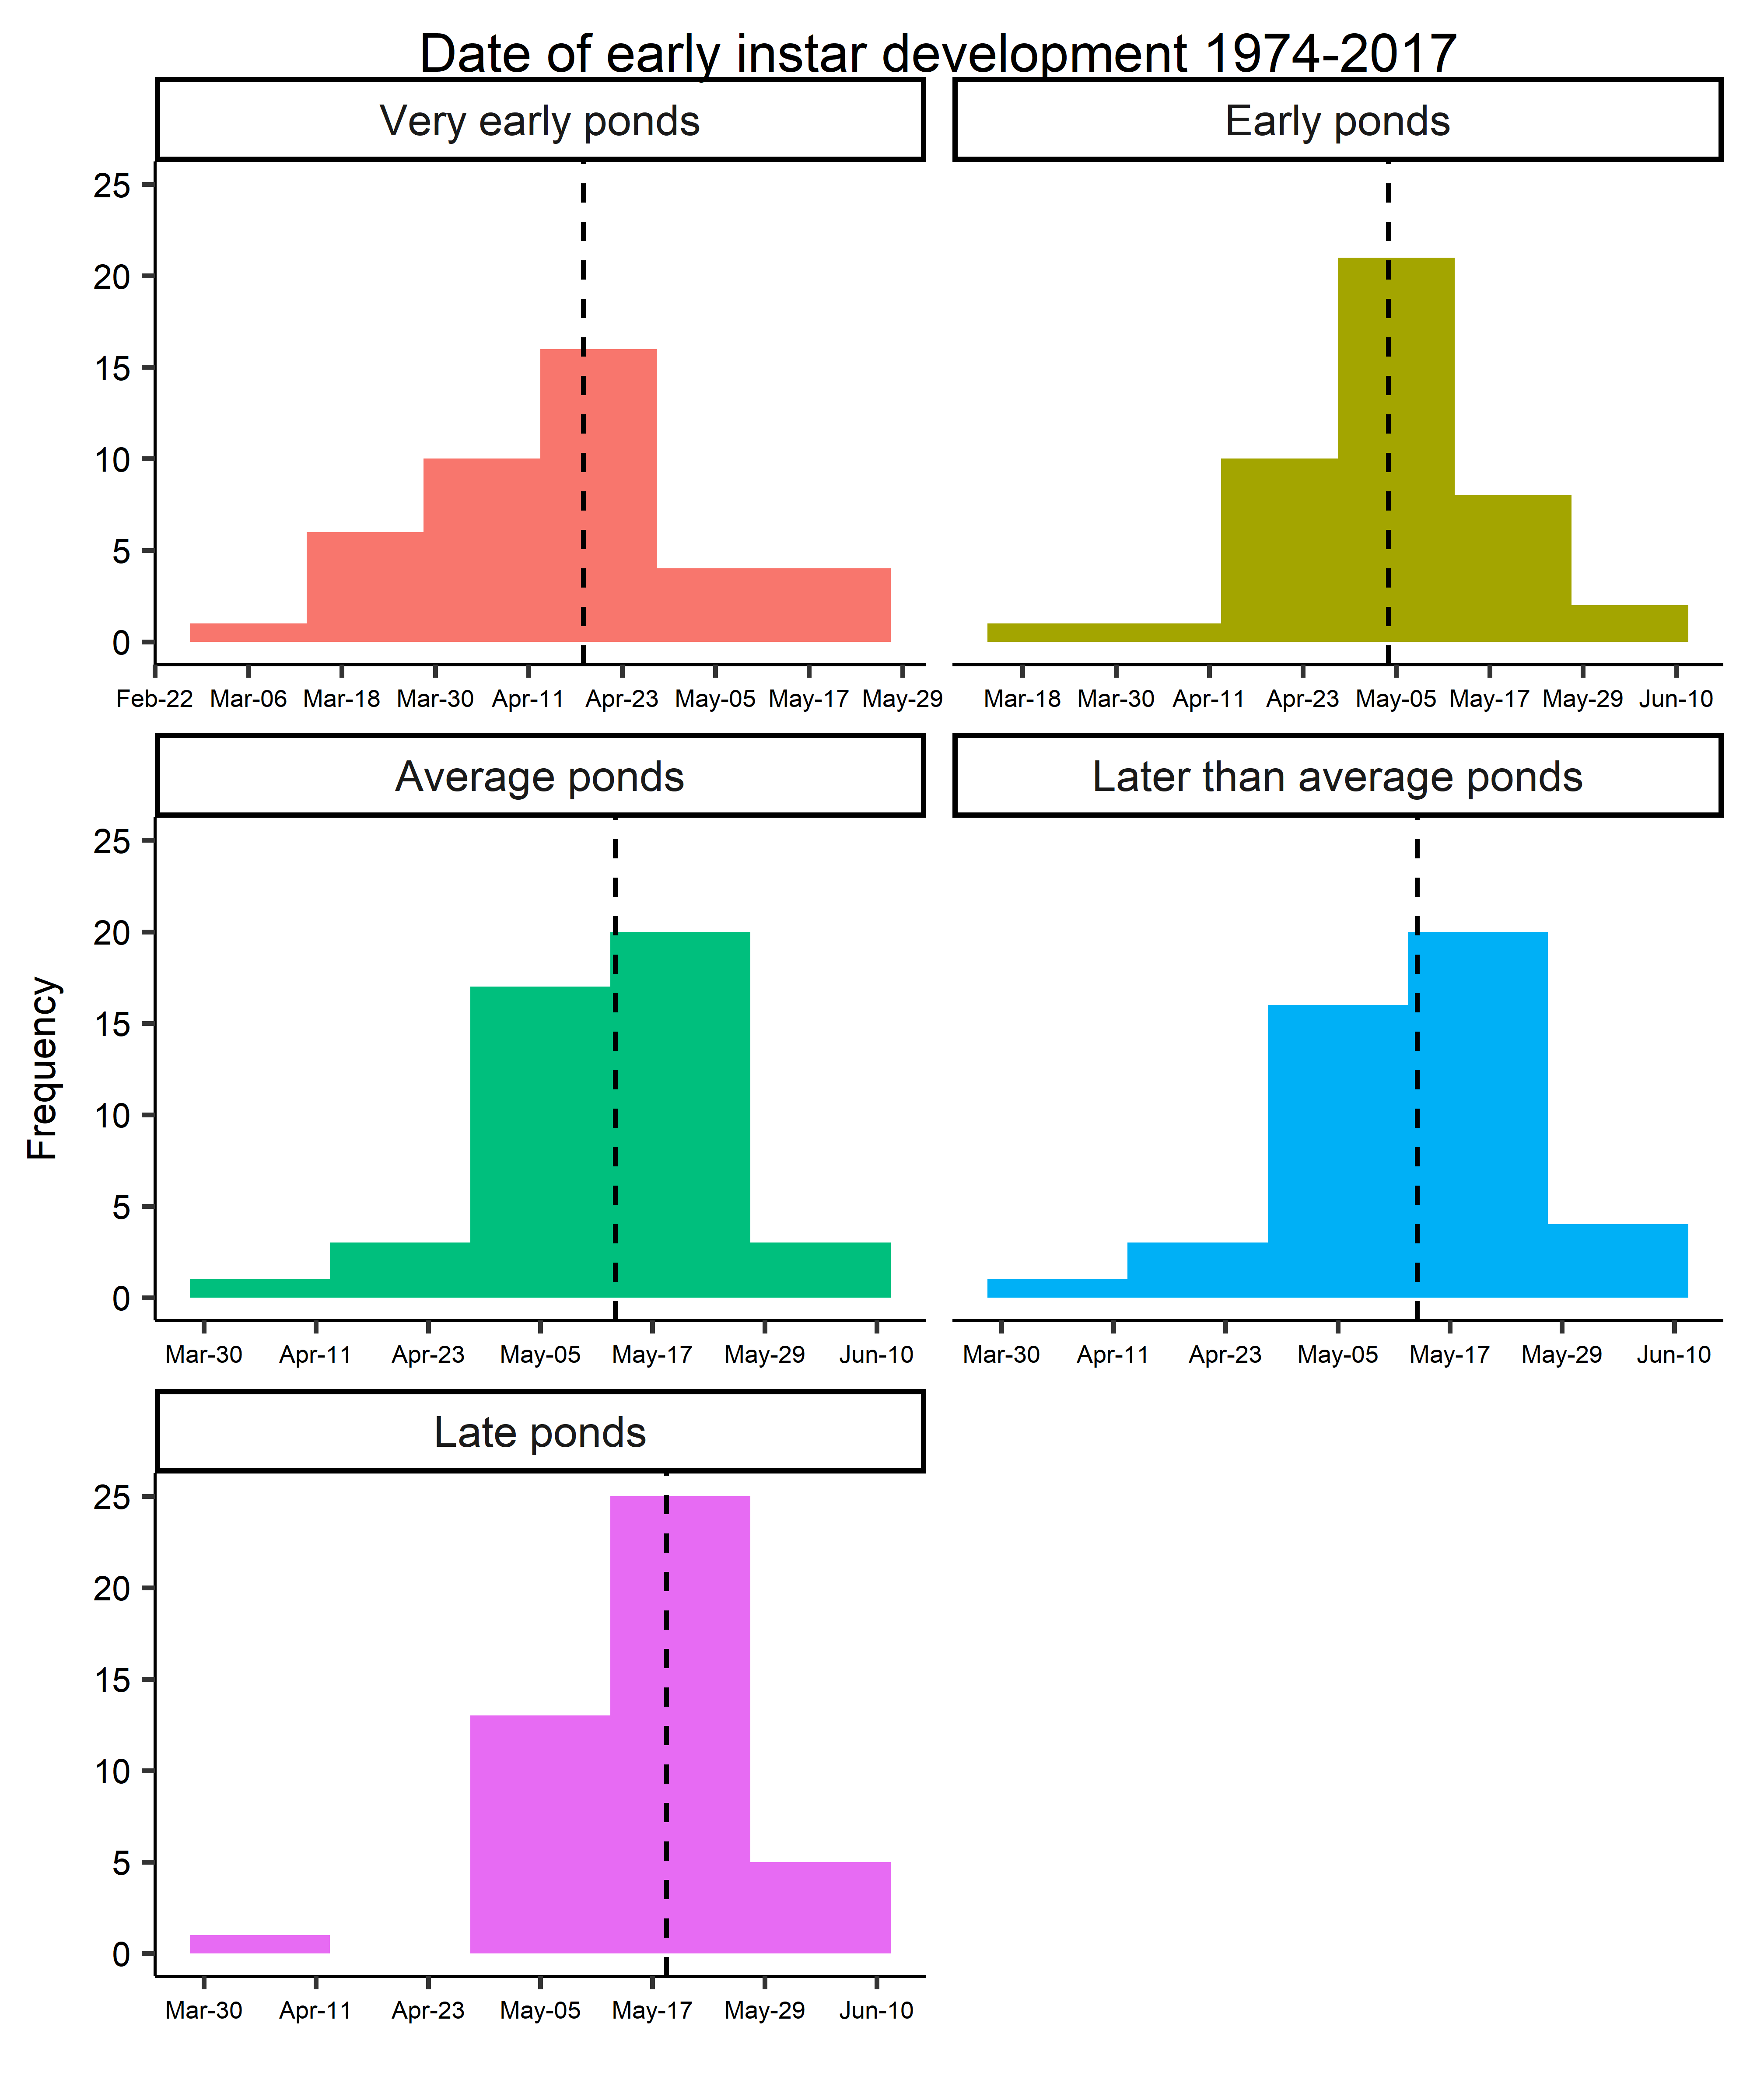 Date of early instar development 1974-2017
Very early ponds
Early ponds
25
20
15
10
5
0
Feb-22 Mar-06 Mar-18 Mar-30 Apr-11 Apr-23 May-05 May-17 May-29
Mar-18 Mar-30 Apr-11 Apr-23 May-05 May-17 May-29 Jun-10
Average ponds
Later than average ponds
Frequency
25
20
15
10
5
0
Mar-30 Apr-11 Apr-23 May-05 May-17 May-29 Jun-10
Mar-30 Apr-11 Apr-23 May-05 May-17 May-29 Jun-10
Late ponds
25
20
15
10
5
0
Mar-30 Apr-11 Apr-23 May-05 May-17 May-29 Jun-10